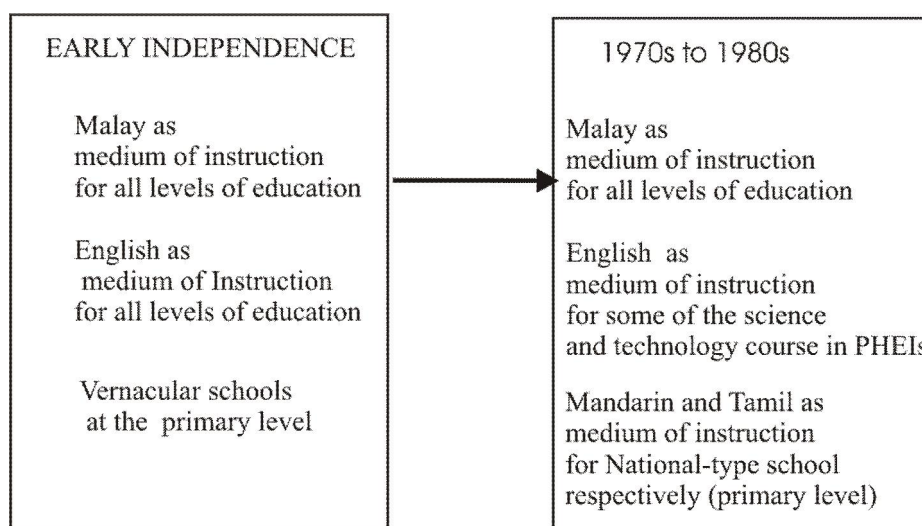 EARLY INDEPENDENCE
Malay as
medium of instruction
for all levels of education
English as
medium of Instruction
for all levels of education
Vernacular schools
at the primary level
1970s to 1980s
Malay as
medium of instruction
for all levels of education
English as
medium of instruction
for some of the science
and technology course in PHEIs
Mandarin and Tamil as
medium of instruction
for National-type school
respectively (primary level)